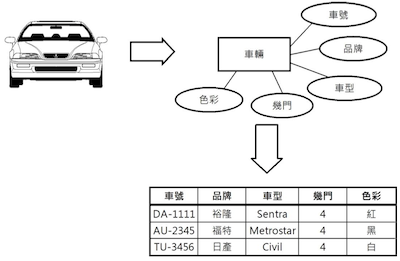 車號
車輛
品牌
車型
色彩
幾門
車號 品牌 車型 幾門 色彩
DA-1111 裕隆 Sentra 4 紅
AU-2345 福特 Metrostar 4 黑
TU-3456 日產 Civil 4 白